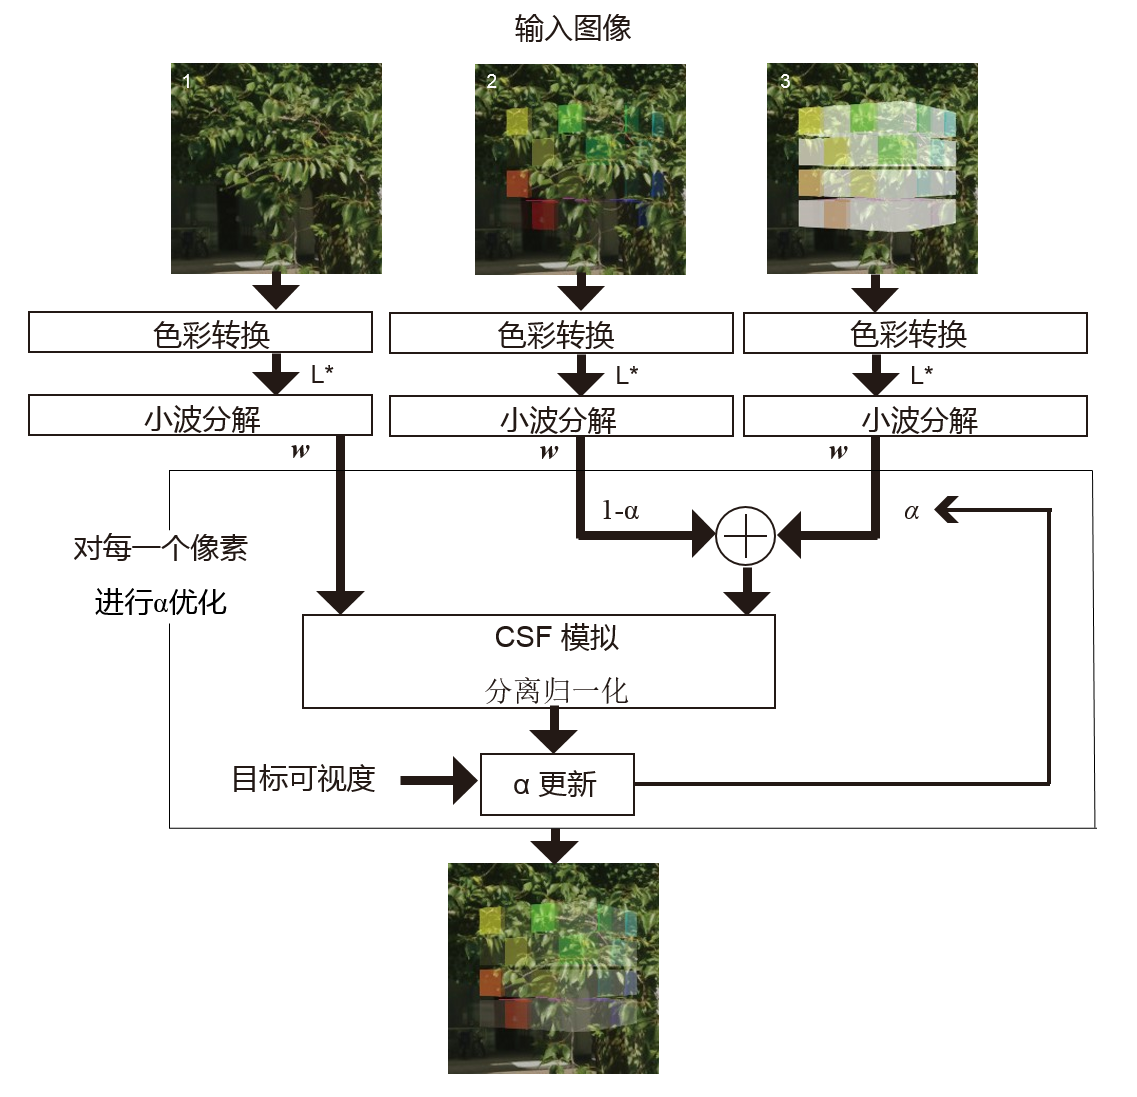 输入图像
1
2
3
色彩转换
色彩转换
色彩转换
L*
L*
L*
小波分解
小波分解
小波分解
w
w
w
1-α
α
对每一个像素
进行α优化
CSF 模拟
分离归一化
目标可视度
α 更新